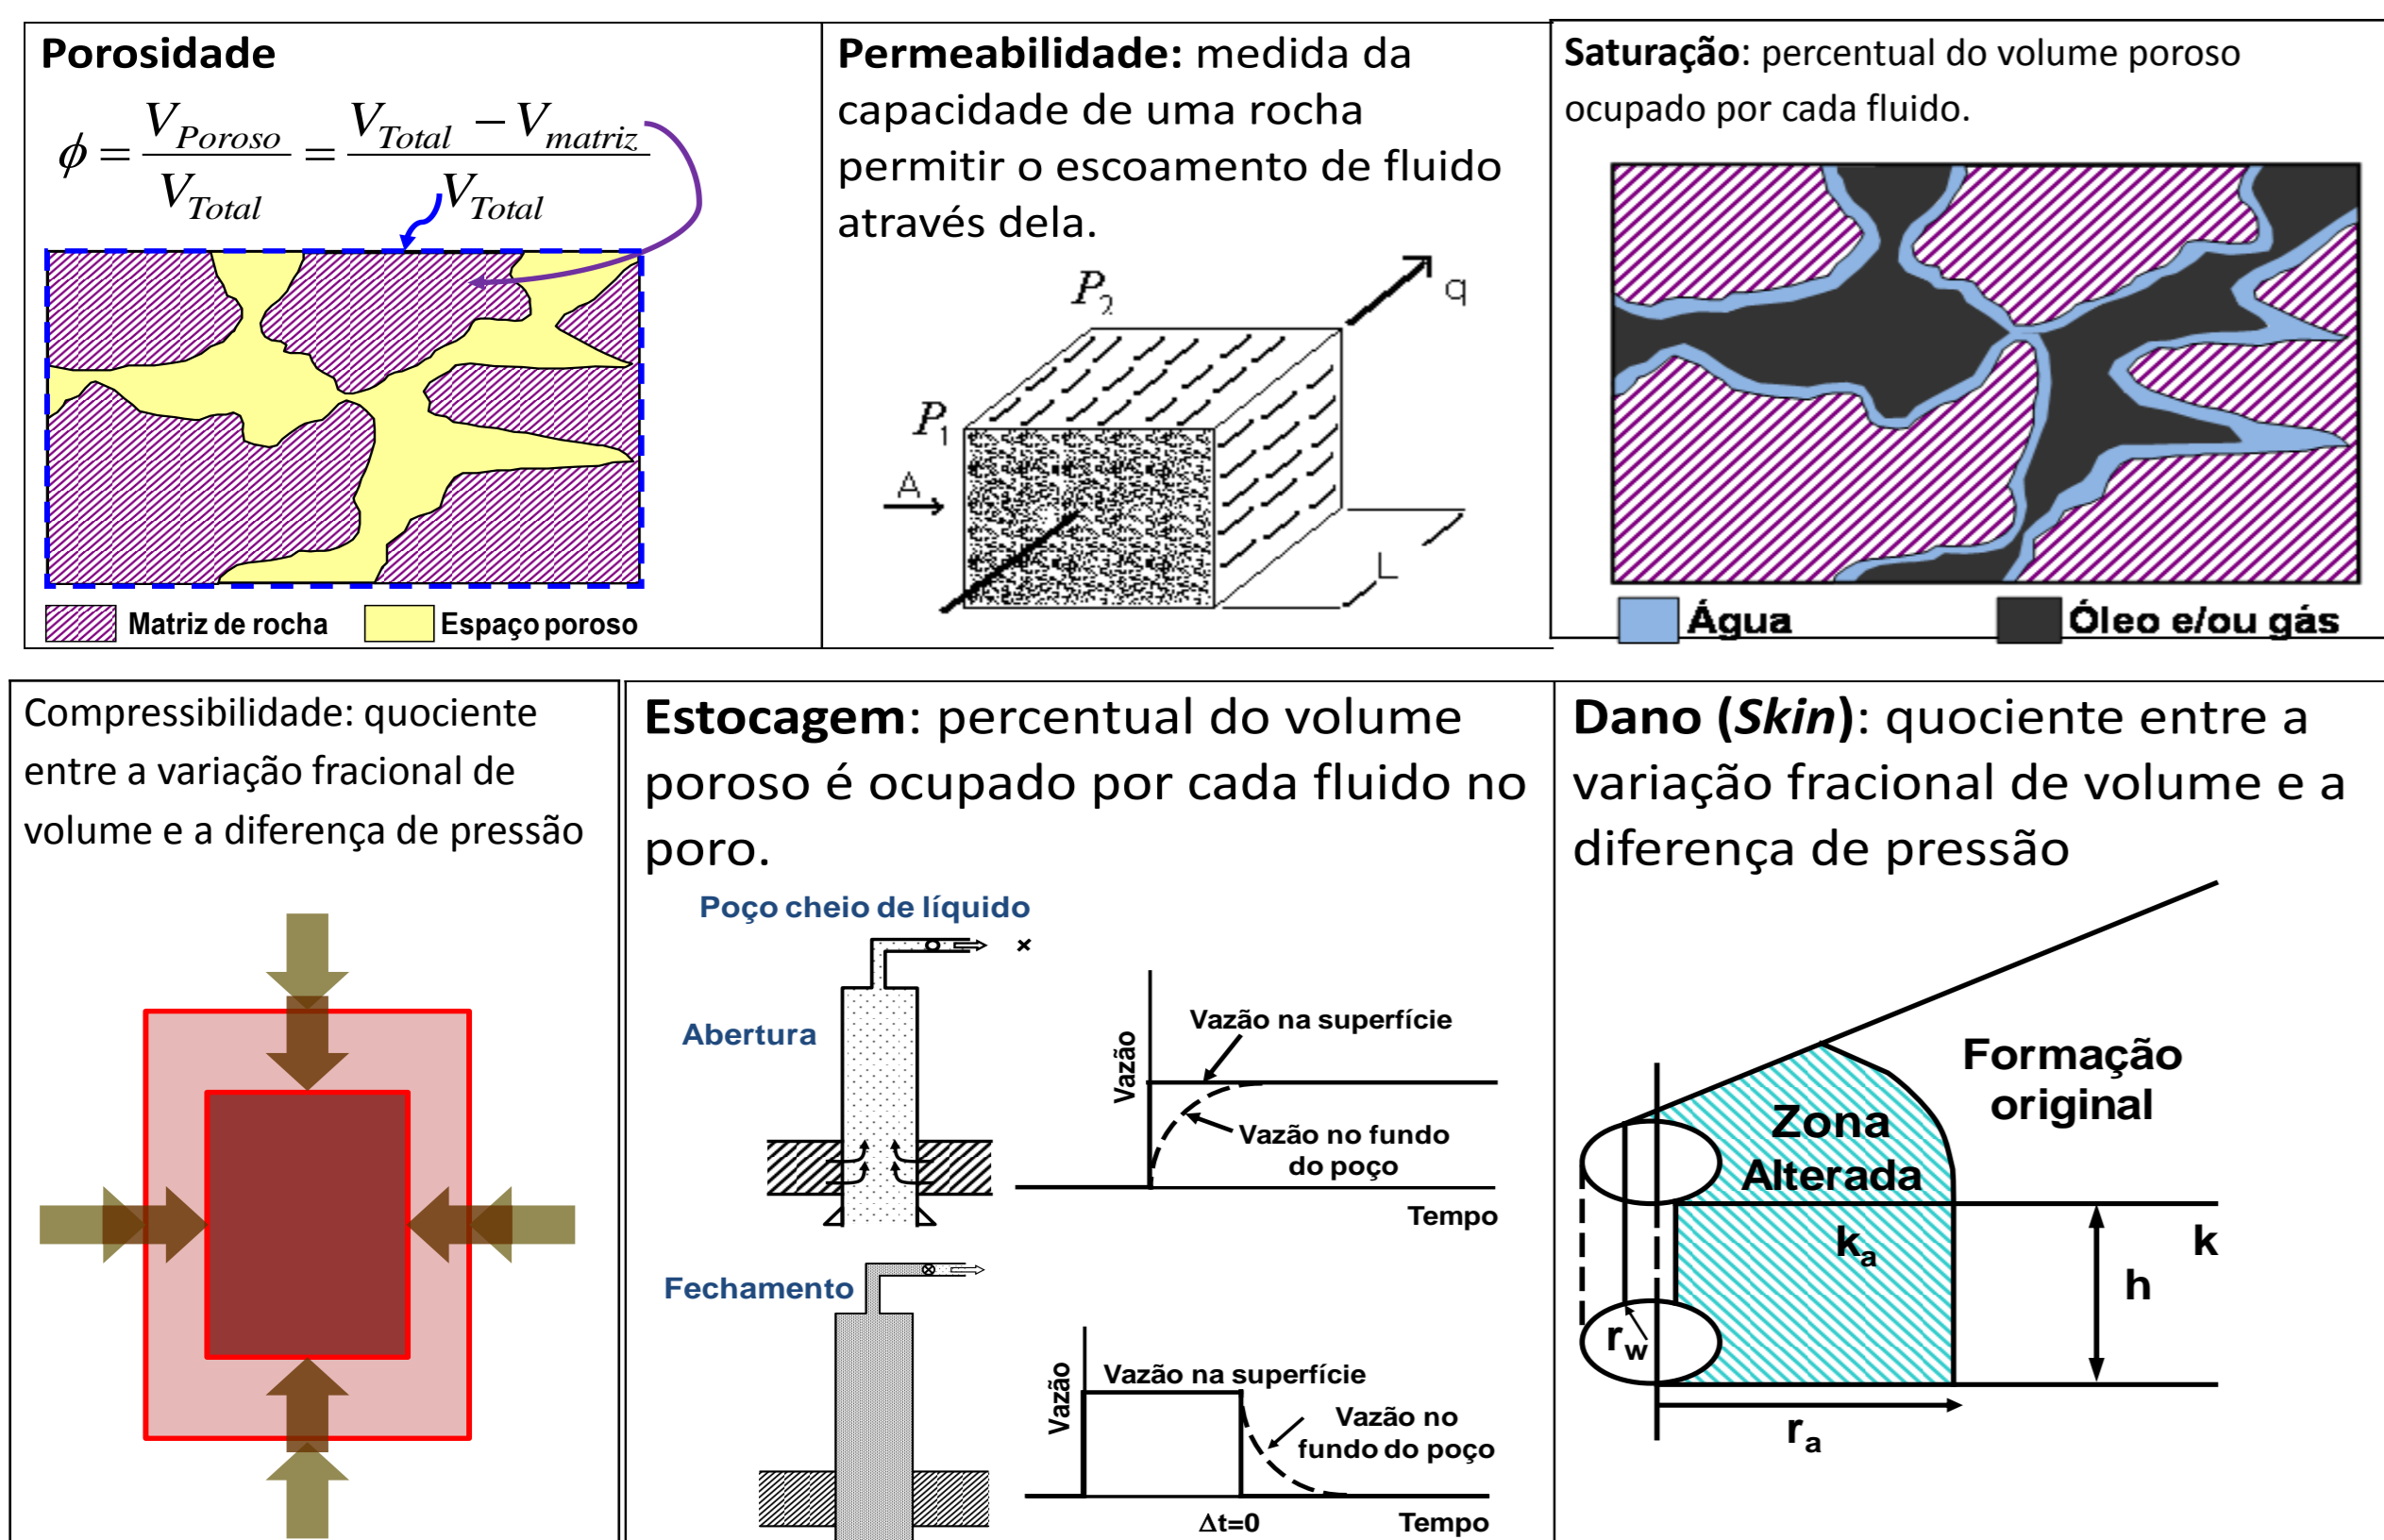 Porosidade
ϕ = V_Poroso / V_Total = (V_Total − V_matriz) / V_Total
Matriz de rocha
Espaço poroso
Permeabilidade: medida da
capacidade de uma rocha
permitir o escoamento de fluido
através dela.
P₂
q
P₁
A
L
Saturação: percentual do volume poroso
ocupado por cada fluido.
Água
Óleo e/ou gás
Compressibilidade: quociente
entre a variação fracional de
volume e a diferença de pressão
Estocagem: percentual do volume
poroso é ocupado por cada fluido no
poro.
Poço cheio de líquido
Abertura
Vazão
Vazão na superfície
Vazão no fundo
do poço
Tempo
Fechamento
Vazão
Vazão na superfície
Vazão no
fundo do poço
Δt=0
Tempo
Dano (Skin): quociente entre a
variação fracional de volume e a
diferença de pressão
Formação
original
Zona
Alterada
kₐ
k
h
r_w
rₐ